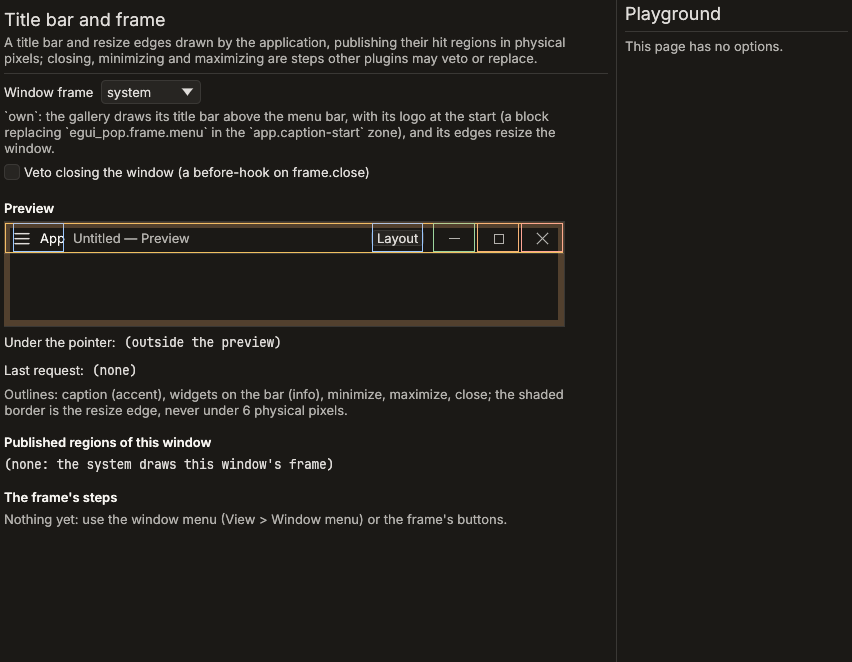 Title bar and frame
A title bar and resize edges drawn by the application, publishing their hit regions in physical
pixels; closing, minimizing and maximizing are steps other plugins may veto or replace.
Window frame system
`own`: the gallery draws its title bar above the menu bar, with its logo at the start (a block
replacing `egui_pop.frame.menu` in the `app.caption-start` zone), and its edges resize the
window.
Veto closing the window (a before-hook on frame.close)
Preview
App Untitled — Preview Layout
Under the pointer: (outside the preview)
Last request: (none)
Outlines: caption (accent), widgets on the bar (info), minimize, maximize, close; the shaded
border is the resize edge, never under 6 physical pixels.
Published regions of this window
(none: the system draws this window's frame)
The frame's steps
Nothing yet: use the window menu (View > Window menu) or the frame's buttons.
Playground
This page has no options.